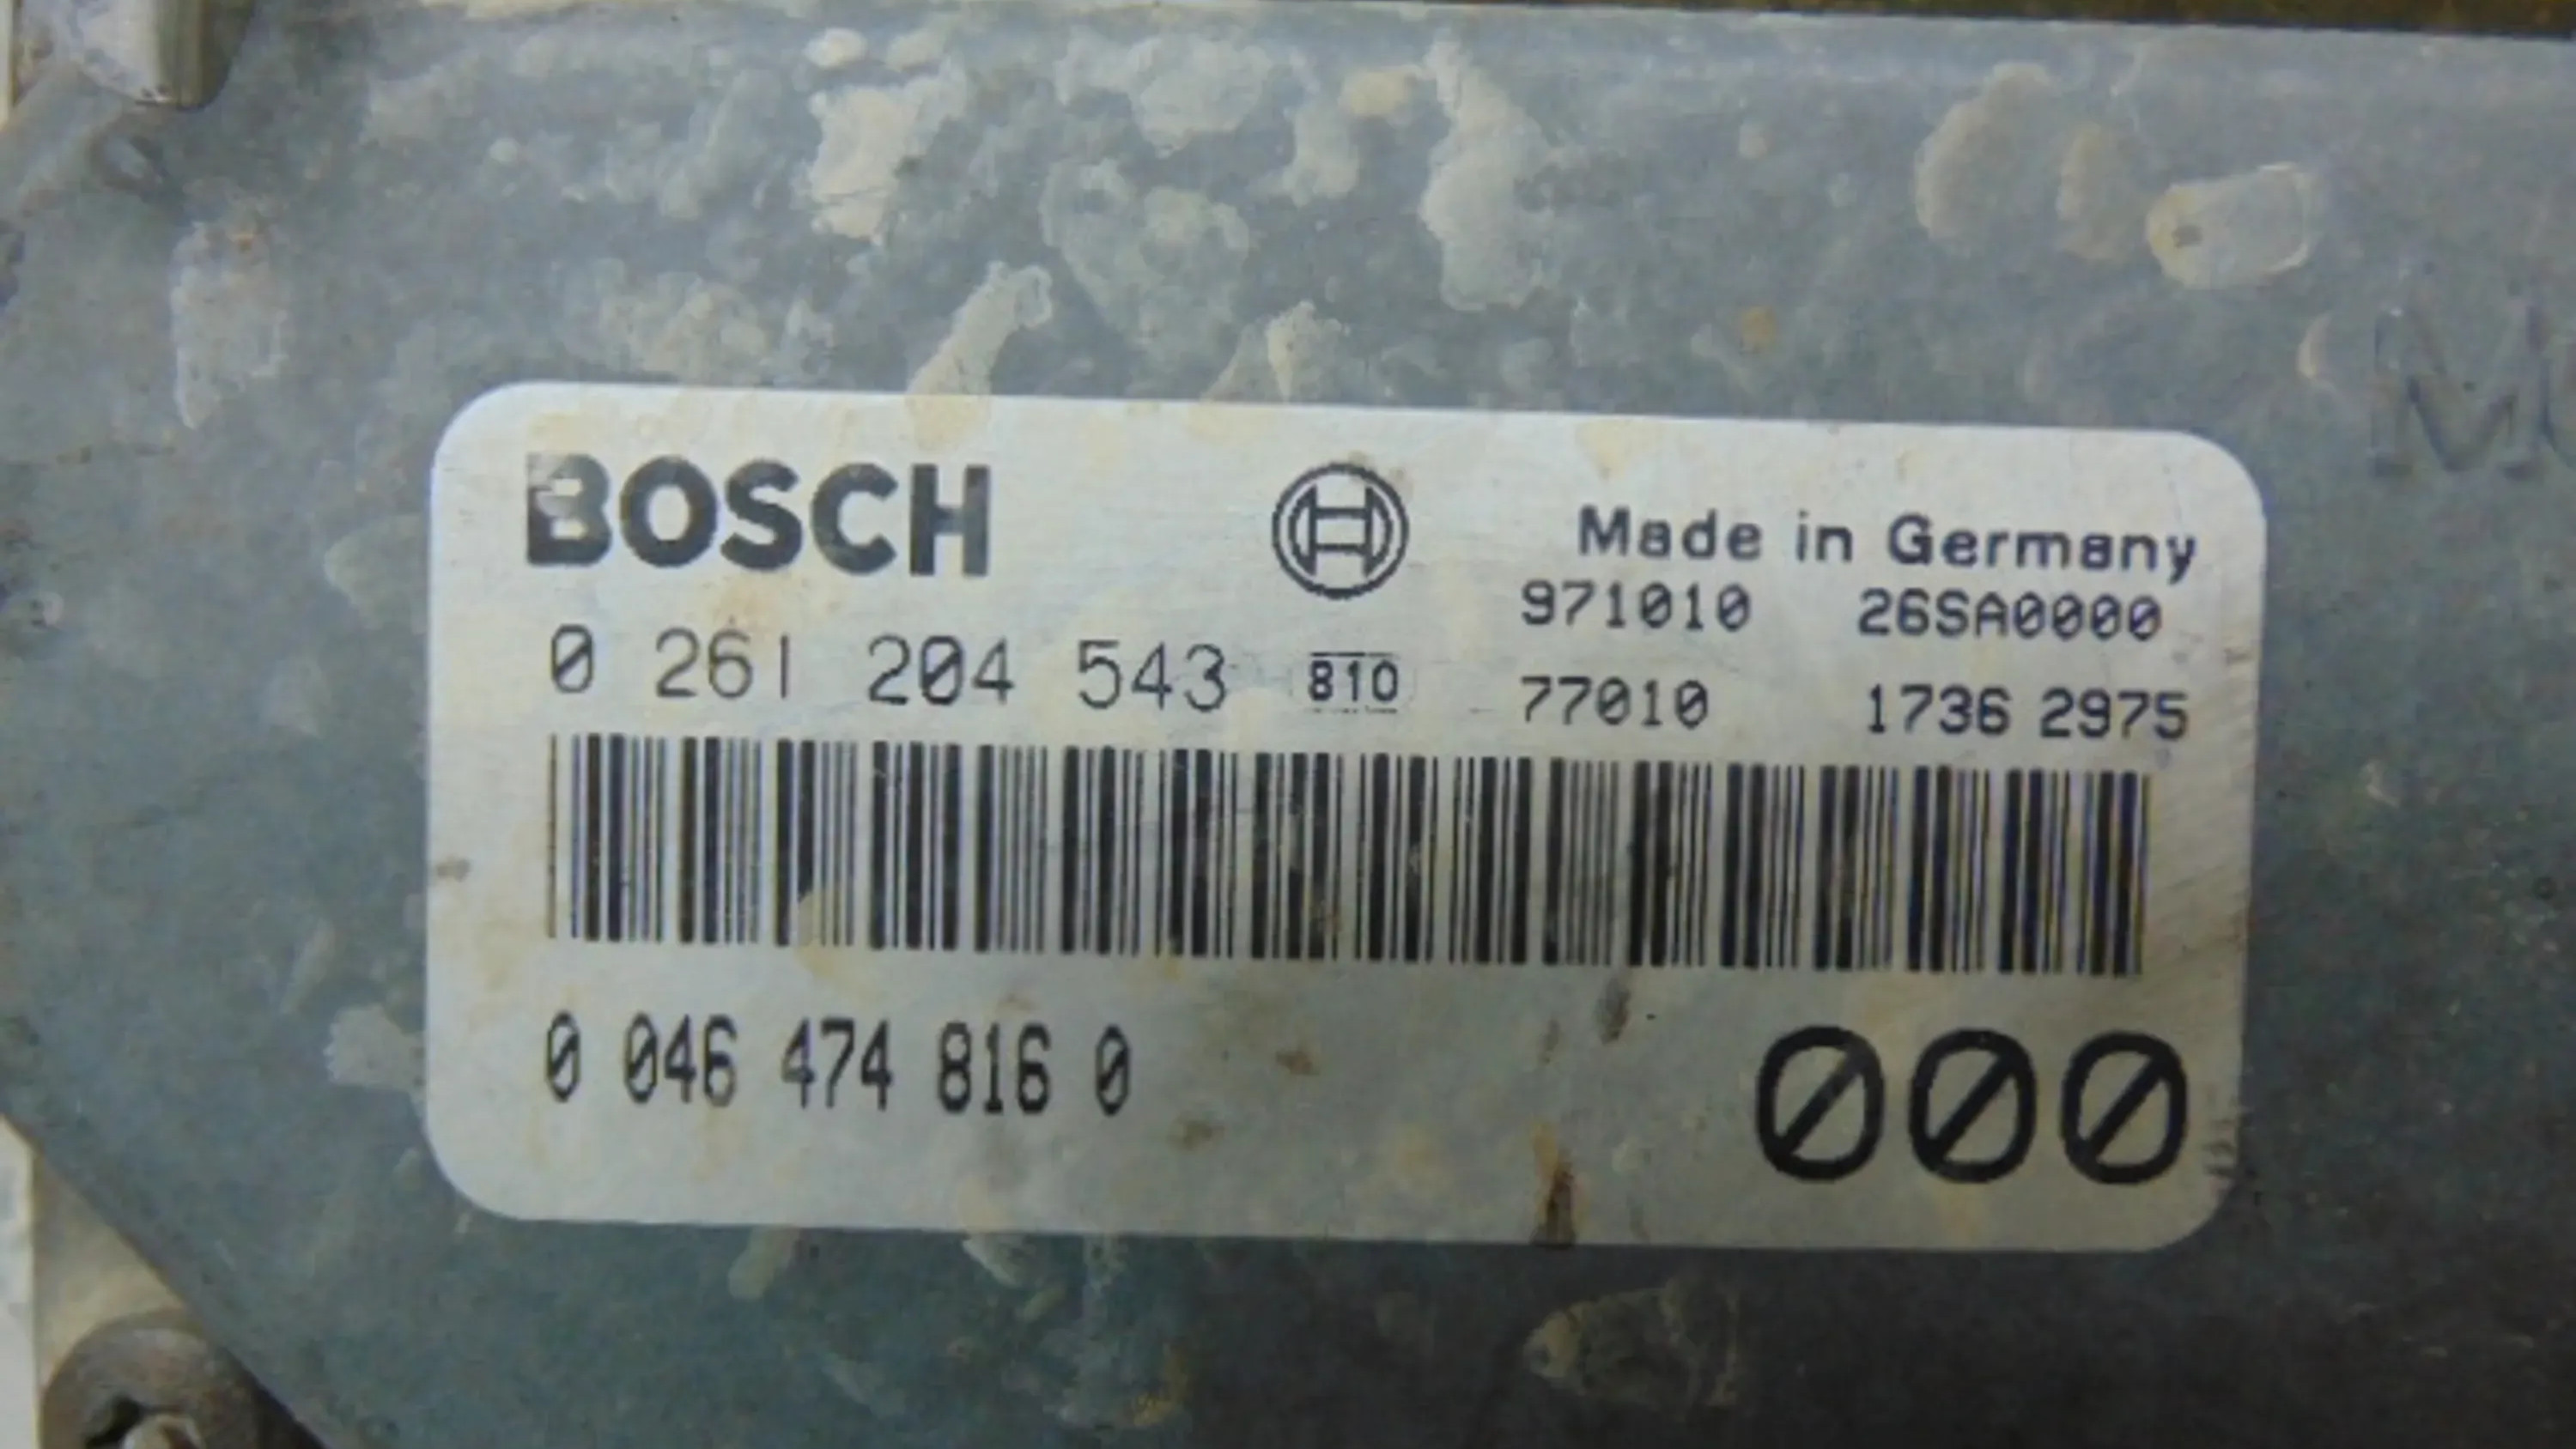 BOSCH
Made in Germany
971010 26SA0000
0 261 204 543 810 77010 1736 2975
0 046 474 816 0
000